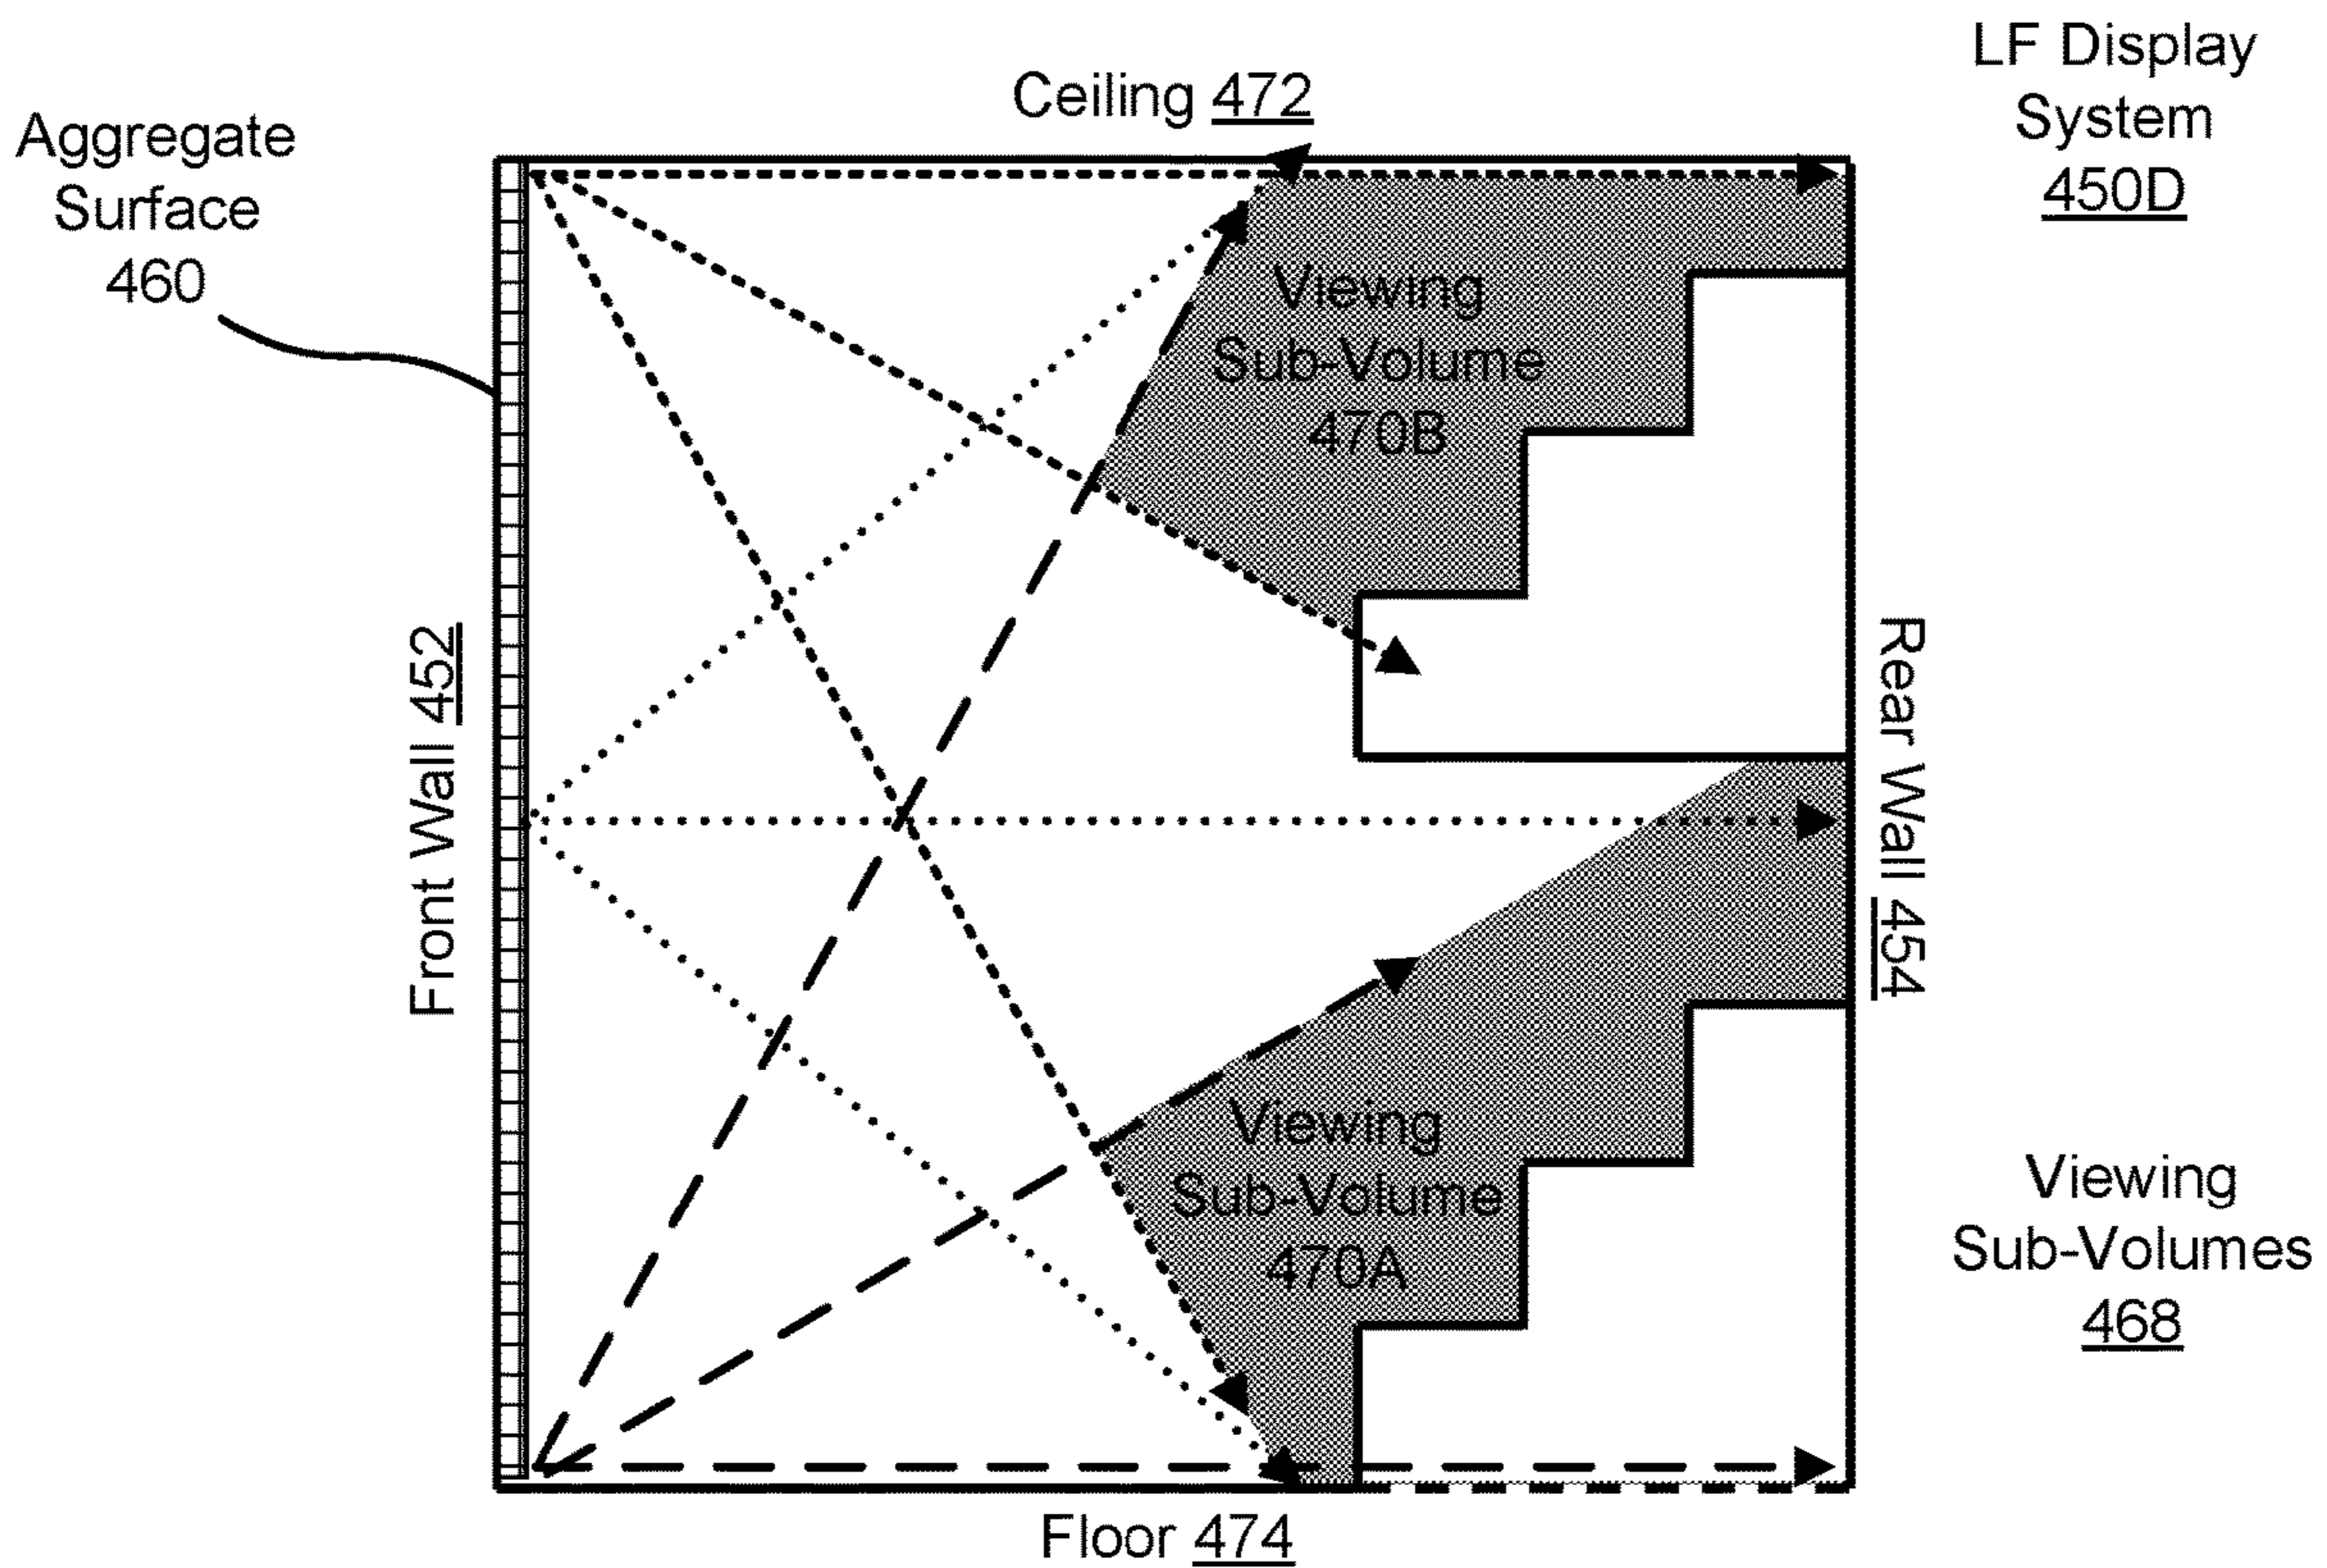 LF Display
System
450D
Ceiling 472
Aggregate
Surface
460
Viewing
Sub-Volume
470B
Front Wall 452
Rear Wall 454
Viewing
Sub-Volume
470A
Viewing
Sub-Volumes
468
Floor 474